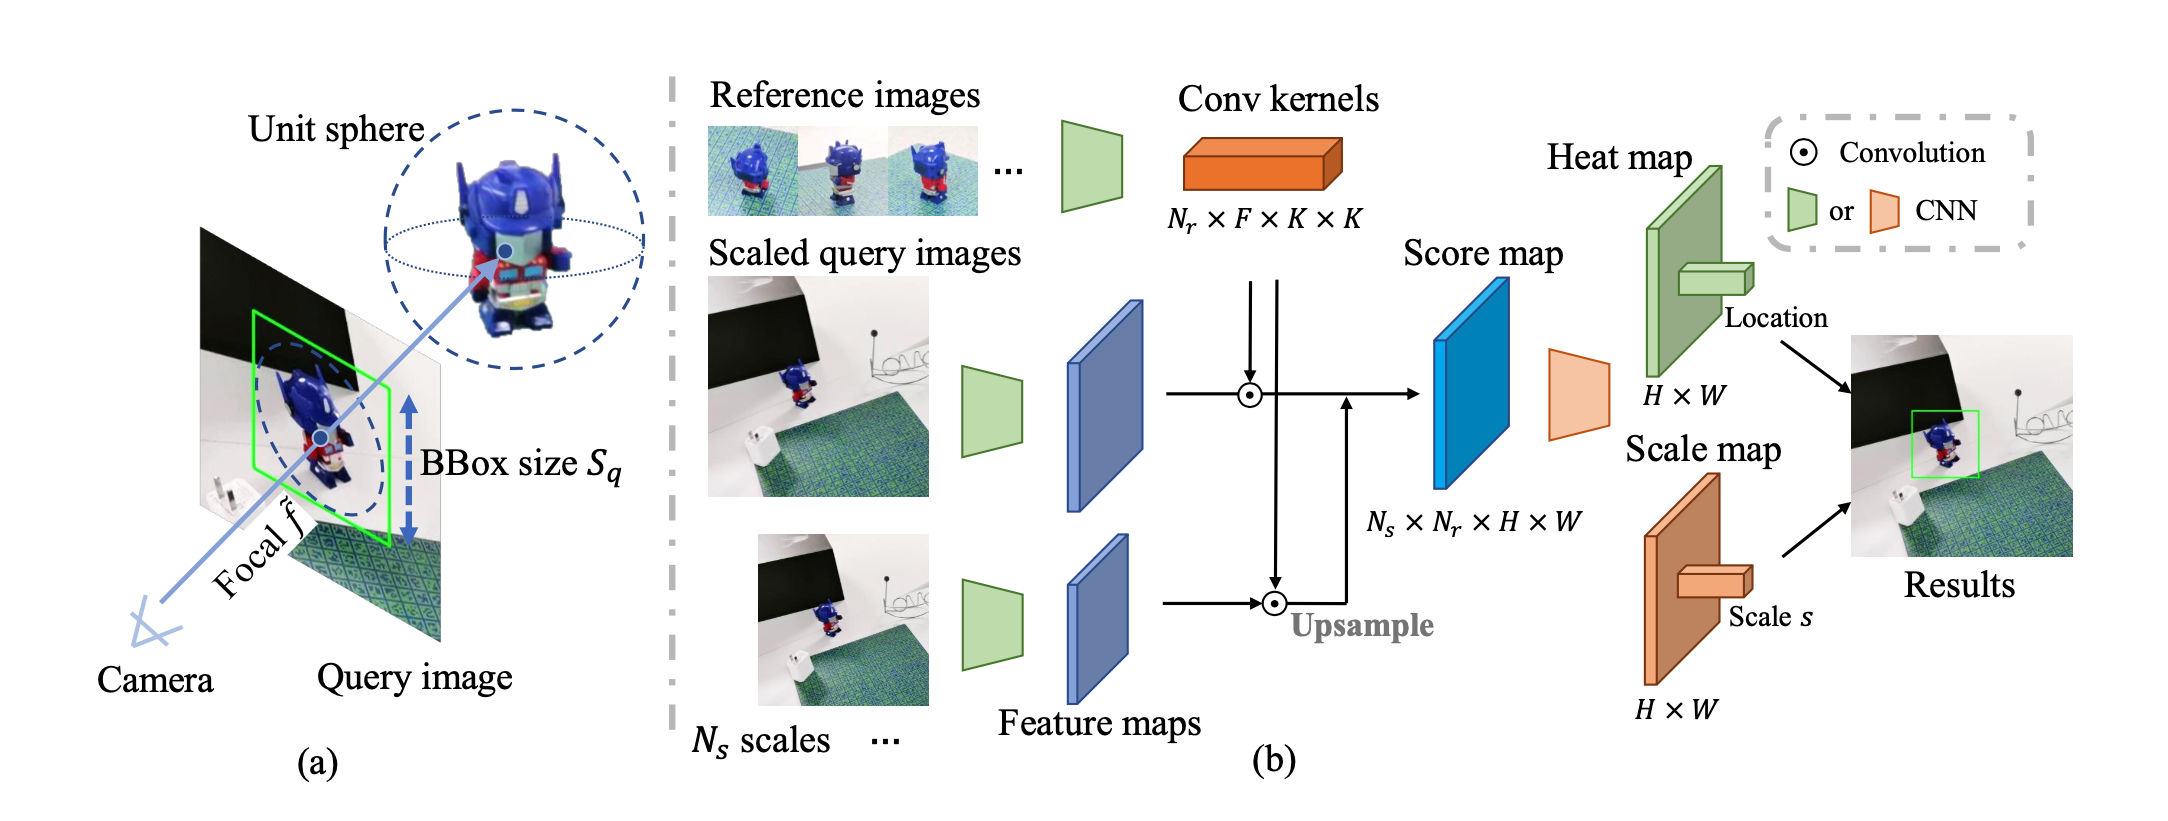 Unit sphere
BBox size $S_q$
Focal $\tilde{f}$
Camera
Query image
(a)
Reference images
...
Conv kernels
$N_r \times F \times K \times K$
Scaled query images
Score map
$N_s \times N_r \times H \times W$
Upsample
Feature maps
$N_s$ scales ...
Heat map
Location
$H \times W$
Scale map
Scale $s$
$H \times W$
Convolution
or CNN
Results
(b)